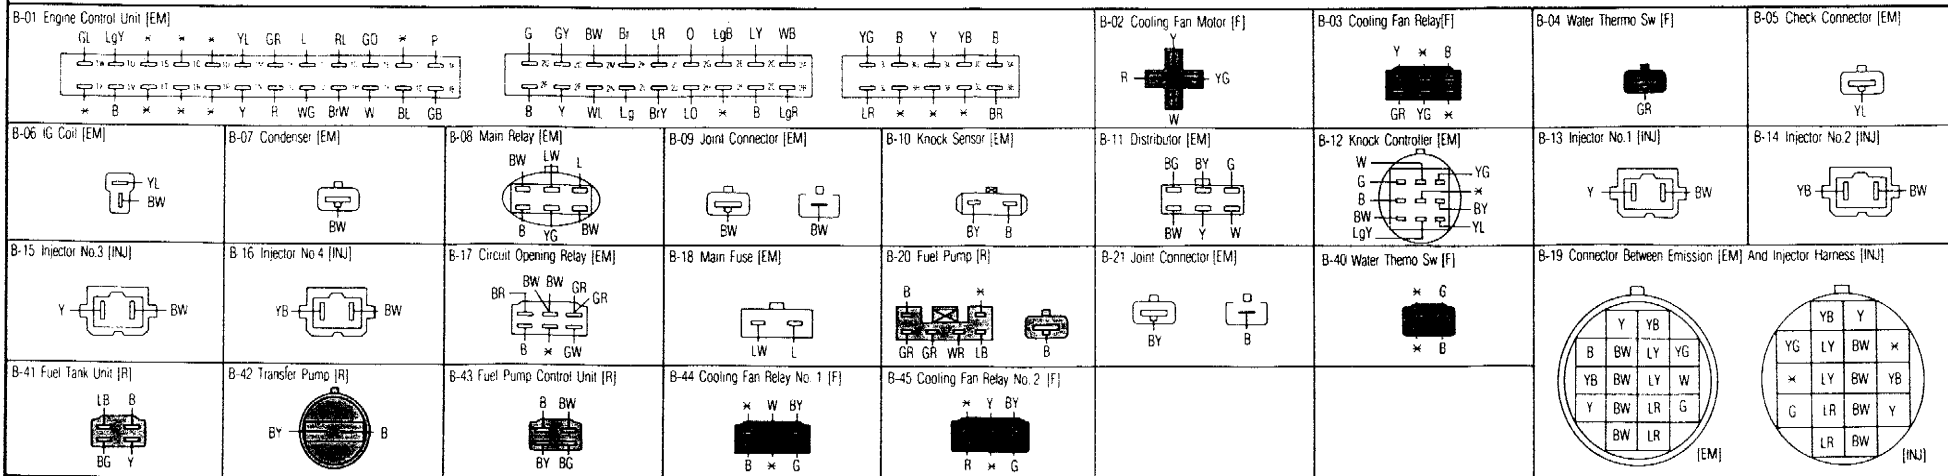 B-01 Engine Control Unit [EM]
GL LgY * * * YL GR L RL GO * P
* B * * * Y R WG BrW W BL GB
G GY BW Br LR O LgB LY WB
B Y WL Lg BrY LO * B LgR
YG B Y YB B
LR * * * BR
B-02 Cooling Fan Motor [F]
Y
R YG
W
B-03 Cooling Fan Relay[F]
Y * B
GR YG *
B-04 Water Thermo Sw [F]
GR
B-05 Check Connector [EM]
YL
B-06 IG Coil [EM]
YL
BW
B-07 Condenser [EM]
BW
B-08 Main Relay [EM]
BW LW L
B YG BW
B-09 Joint Connector [EM]
BW BW
B-10 Knock Sensor [EM]
BY B
B-11 Distributor [EM]
BG BY G
BW Y W
B-12 Knock Controller [EM]
W
G
B
BW
LgY
YG
*
BY
YL
B-13 Injector No.1 [INJ]
Y BW
B-14 Injector No.2 [INJ]
YB BW
B-15 Injector No.3 [INJ]
Y BW
B-16 Injector No 4 [INJ]
YB BW
B-17 Circuit Opening Relay [EM]
BR BW BW GR GR
B * GW
B-18 Main Fuse [EM]
LW L
B-20 Fuel Pump [R]
B *
GR GR WR LB B
B-21 Joint Connector [EM]
BY B
B-40 Water Themo Sw [F]
* G
* B
B-19 Connector Between Emission [EM] And Injector Harness [INJ]
Y YB
B BW LY YG
YB BW LY W
Y BW LR G
BW LR
[EM]
YB Y
YG LY BW *
* LY BW YB
G LR BW Y
LR BW
[INJ]
B-41 Fuel Tank Unit [R]
LB B
BG Y
B-42 Transfer Pump [R]
BY B
B-43 Fuel Pump Control Unit [R]
B BW
BY BG
B-44 Cooling Fan Relay No. 1 [F]
* W BY
B * G
B-45 Cooling Fan Relay No. 2 [F]
* Y BY
R * G